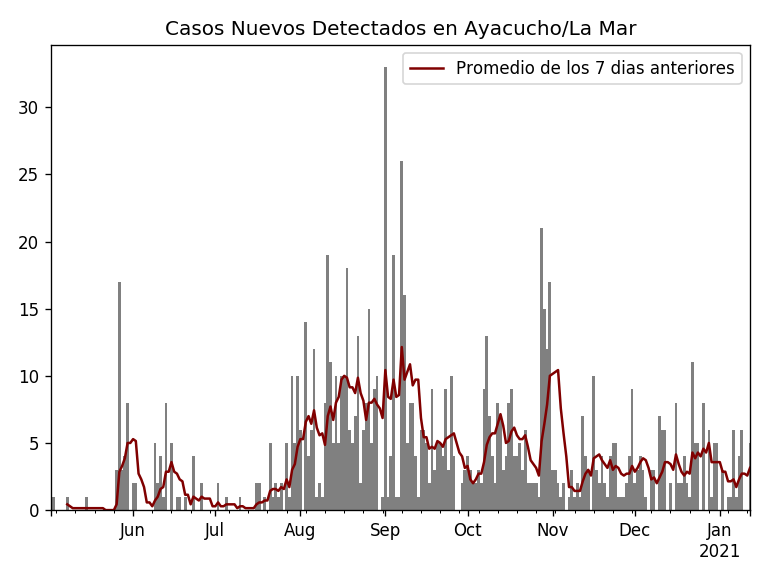 Casos Nuevos Detectados en Ayacucho/La Mar
Promedio de los 7 dias anteriores
30
25
20
15
10
5
0
Jun Jul Aug Sep Oct Nov Dec Jan
2021